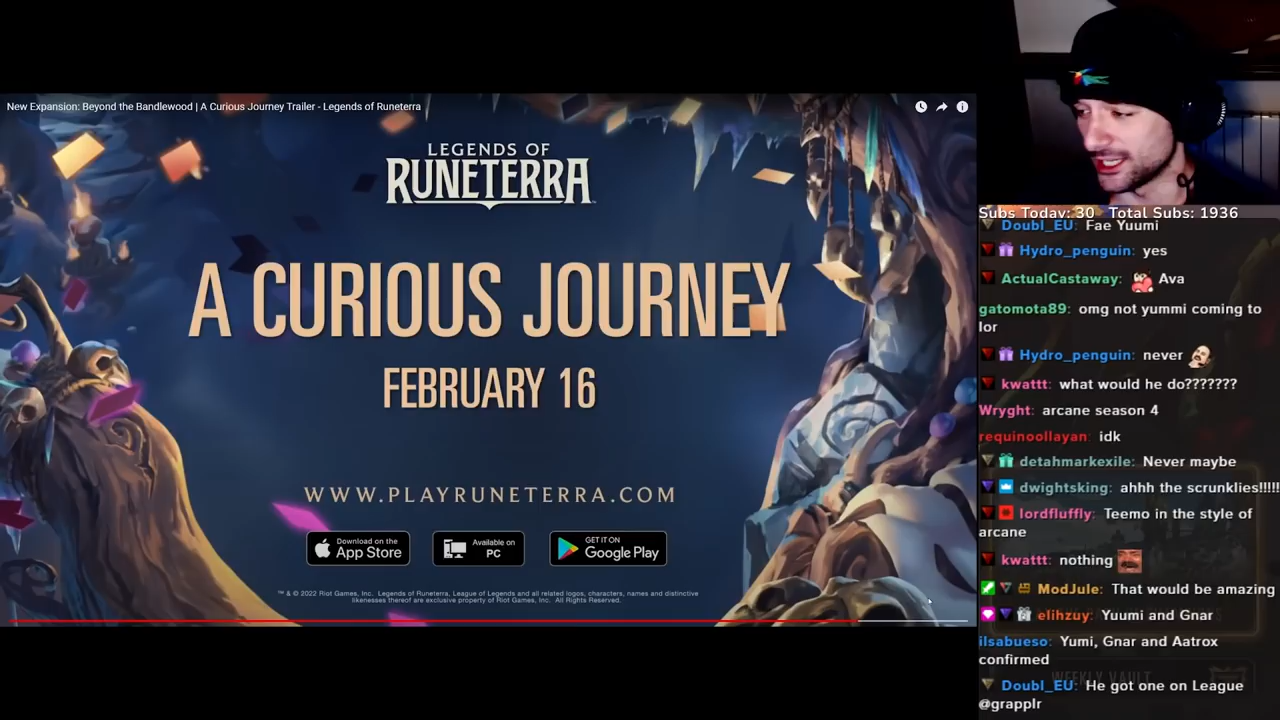 New Expansion: Beyond the Bandlewood | A Curious Journey Trailer - Legends of Runeterra
LEGENDS OF
RUNETERRA
A CURIOUS JOURNEY
FEBRUARY 16
WWW.PLAYRUNETERRA.COM
Download on the
App Store
Available on
PC
GET IT ON
Google Play
™ & © 2022 Riot Games, Inc. Legends of Runeterra, League of Legends and all related logos, characters, names and distinctive
likenesses thereof are exclusive property of Riot Games, Inc. All Rights Reserved.
Subs Today: 30 Total Subs: 1936
Doubl_EU: Fae Yuumi
Hydro_penguin: yes
ActualCastaway: Ava
gatomota89: omg not yummi coming to
lor
Hydro_penguin: never
kwattt: what would he do???????
Wryght: arcane season 4
requinoollayan: idk
detahmarkexile: Never maybe
dwightsking: ahhh the scrunklies!!!!!
lordfluffly: Teemo in the style of
arcane
kwattt: nothing
ModJule: That would be amazing
elihzuy: Yuumi and Gnar
ilsabueso: Yumi, Gnar and Aatrox
confirmed
WEEKLY VAULT
Doubl_EU: He got one on League
@grapplr